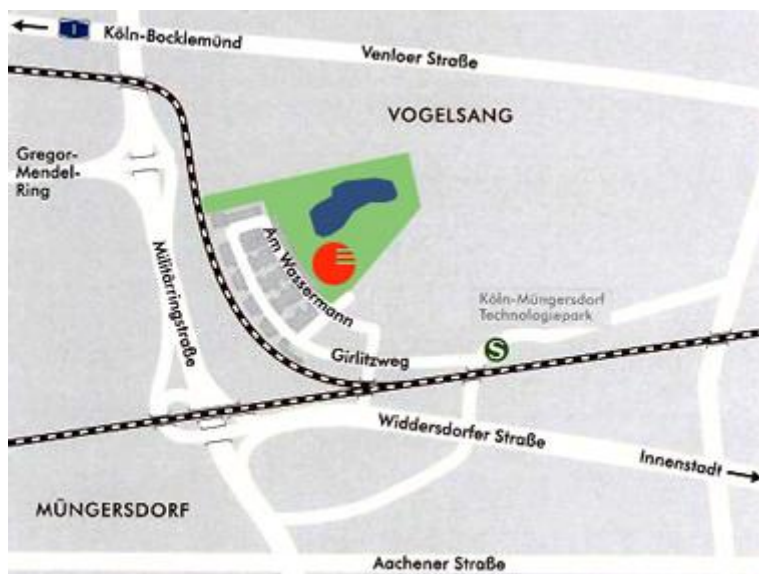 1
Köln-Bocklemünd
Venloer Straße
VOGELSANG
Gregor-
Mendel-
Ring
Militärringstraße
Am Wassermann
Köln-Müngersdorf
Technologiepark
S
Girlitzweg
Widdersdorfer Straße
Innenstadt
MÜNGERSDORF
Aachener Straße